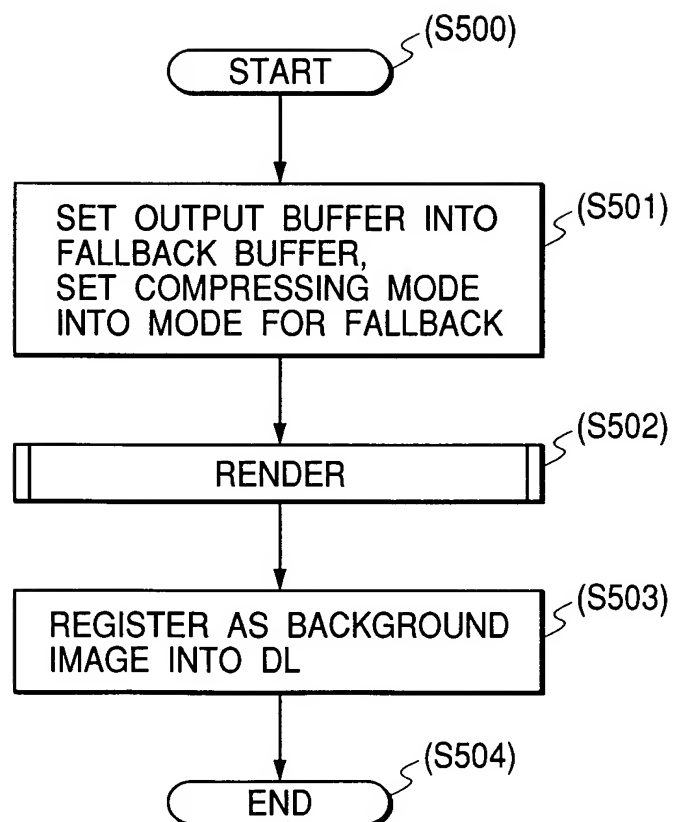 (S500)
START
(S501)
SET OUTPUT BUFFER INTO
FALLBACK BUFFER,
SET COMPRESSING MODE
INTO MODE FOR FALLBACK
(S502)
RENDER
(S503)
REGISTER AS BACKGROUND
IMAGE INTO DL
(S504)
END